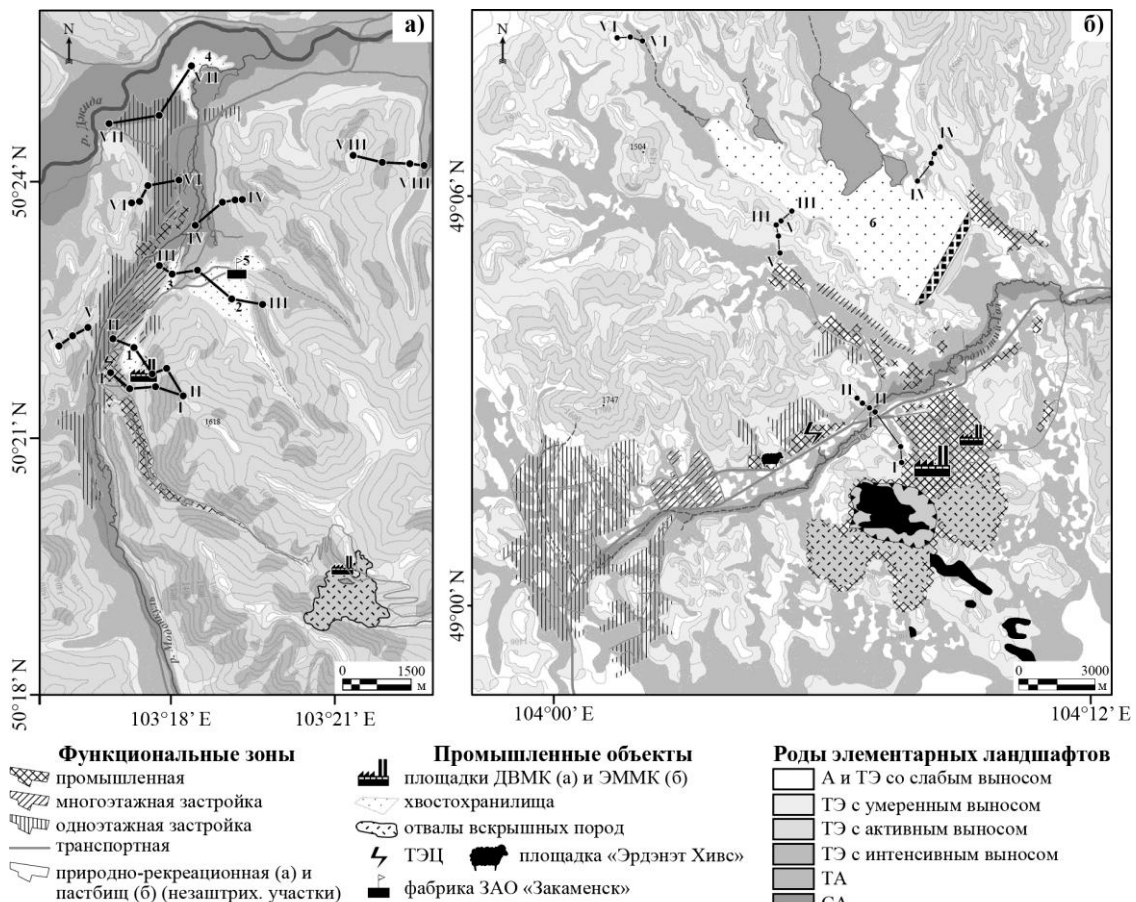 а)
N
р. Джида
4
VII
VII
VIII
VIII
VI
VI
IV
IV
III
5
3
2
III
V
V
II
1
I
II
I
1618
р. Модонкуль
50°24' N
50°21' N
50°18' N
103°18' E
103°21' E
0 1500
м
б)
N
VI
VI
1504
IV
IV
III
III
V
V
6
1747
II
II
I
I
49°06' N
49°00' N
104°00' E
104°12' E
0 3000
м
Функциональные зоны
промышленная
многоэтажная застройка
одноэтажная застройка
транспортная
природно-рекреационная (а) и
пастбищ (б) (незаштрих. участки)
Промышленные объекты
площадки ДВМК (а) и ЭММК (б)
хвостохранилища
отвалы вскрышных пород
ТЭЦ
площадка «Эрдэнэт Хивс»
фабрика ЗАО «Закаменск»
Роды элементарных ландшафтов
А и ТЭ со слабым выносом
ТЭ с умеренным выносом
ТЭ с активным выносом
ТЭ с интенсивным выносом
ТА
СА